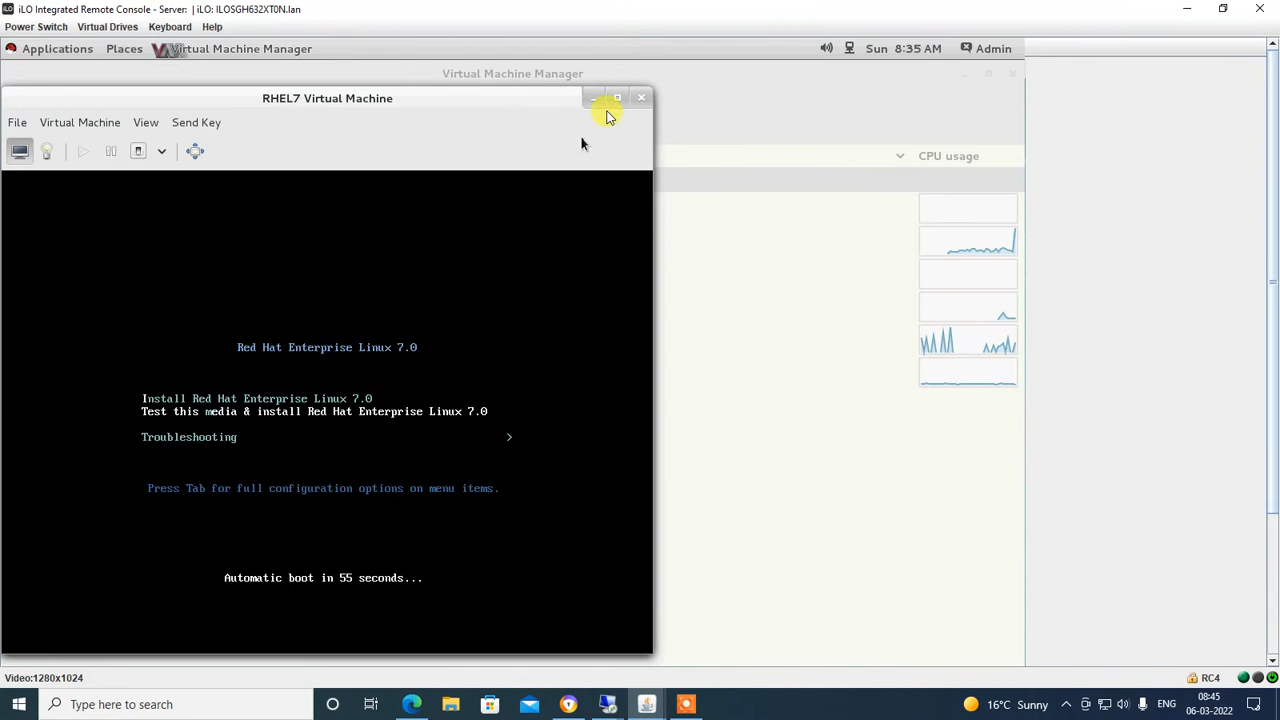 iLO Integrated Remote Console - Server: | iLO: ILOSGH632XT0N.lan
Power Switch Virtual Drives Keyboard Help
Applications Places Virtual Machine Manager Sun 8:35 AM Admin
Virtual Machine Manager
RHEL7 Virtual Machine
File Virtual Machine View Send Key
CPU usage
Red Hat Enterprise Linux 7.0
Install Red Hat Enterprise Linux 7.0
Test this media & install Red Hat Enterprise Linux 7.0
Troubleshooting >
Press Tab for full configuration options on menu items.
Automatic boot in 55 seconds...
Video:1280x1024 RC4
Type here to search
16°C Sunny
ENG
08:45
06-03-2022